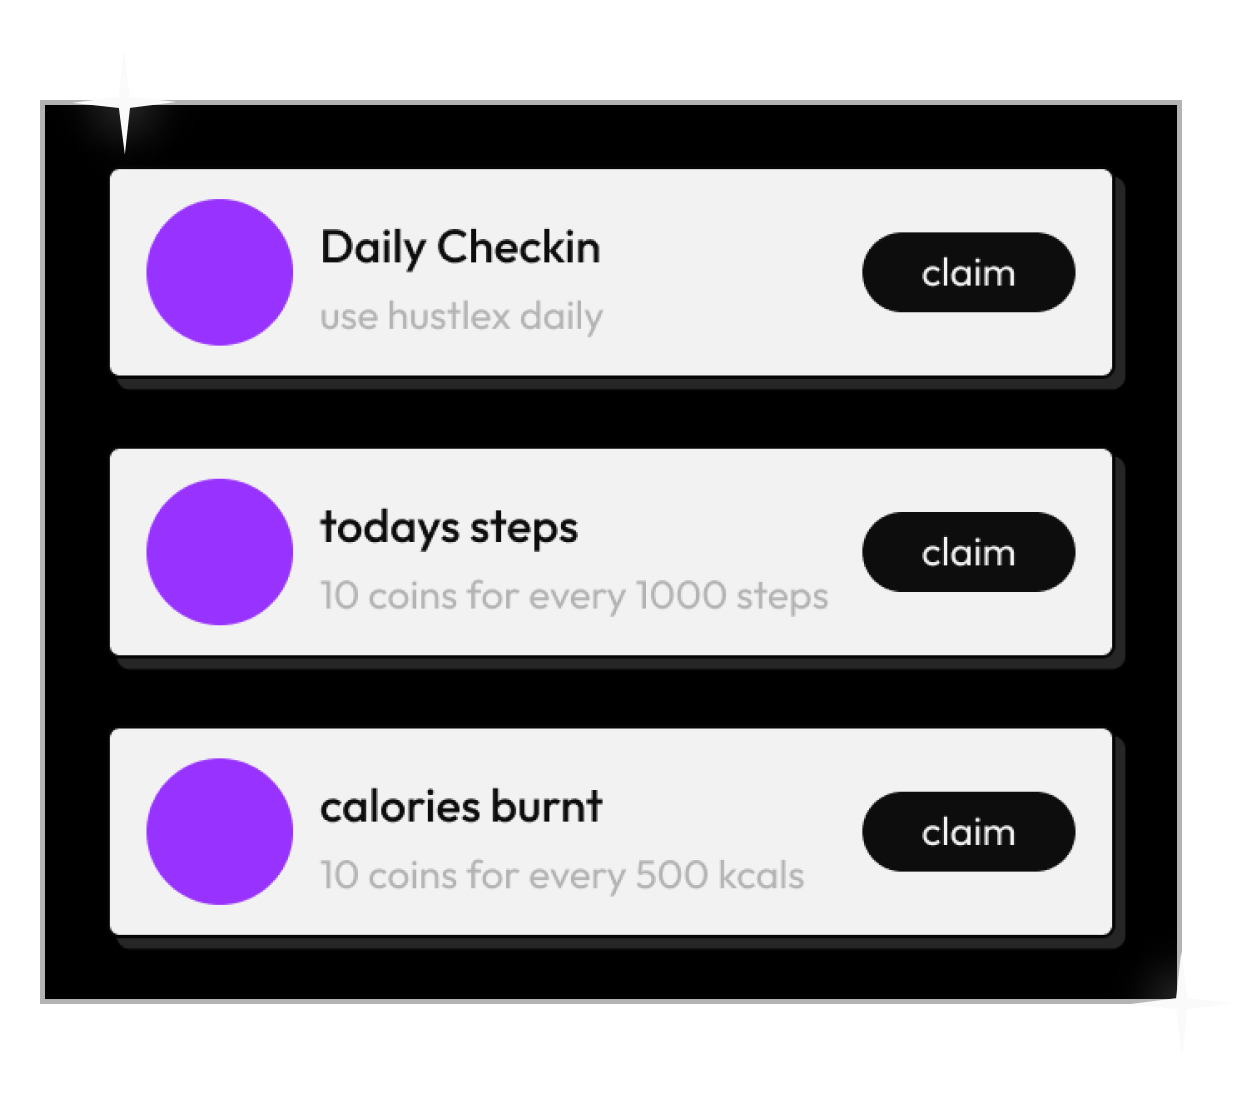 Daily Checkin
use hustlex daily
claim
todays steps
10 coins for every 1000 steps
claim
calories burnt
10 coins for every 500 kcals
claim